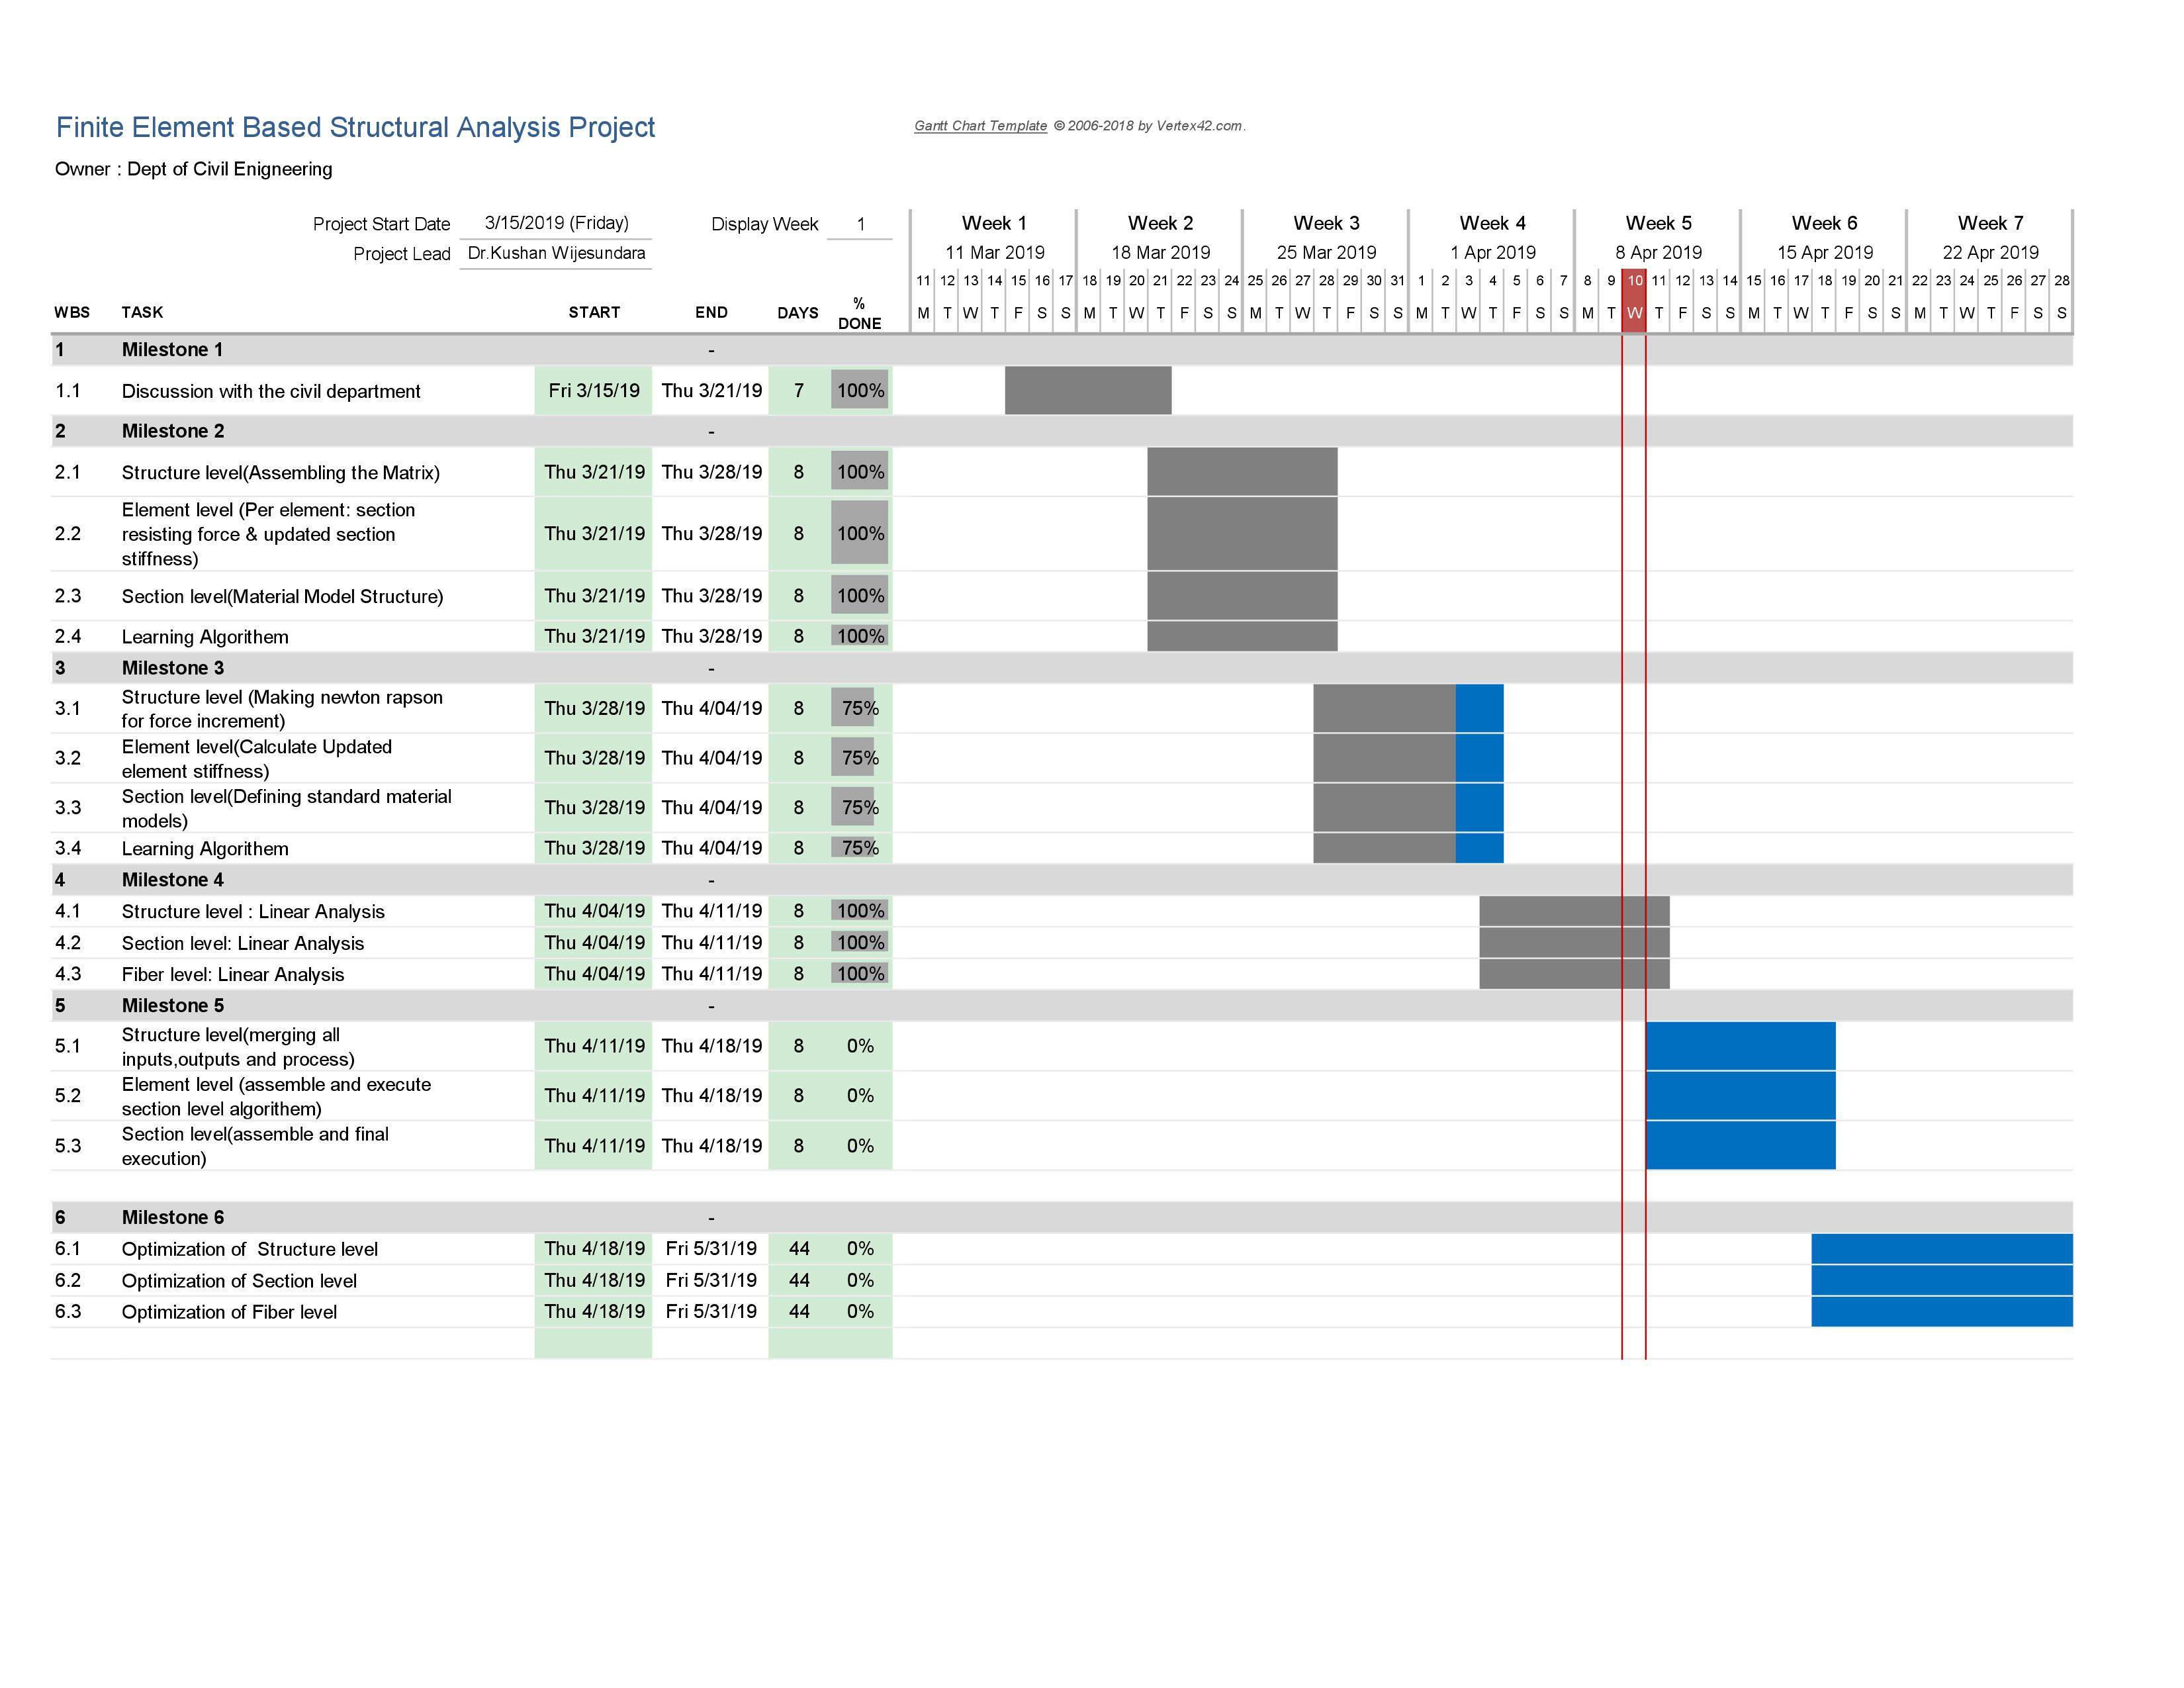 Finite Element Based Structural Analysis Project
Gantt Chart Template © 2006-2018 by Vertex42.com.
Owner : Dept of Civil Enigneering
Project Start Date 3/15/2019 (Friday) Display Week 1 Week 1 Week 2 Week 3 Week 4 Week 5 Week 6 Week 7
Project Lead Dr.Kushan Wijesundara 11 Mar 2019 18 Mar 2019 25 Mar 2019 1 Apr 2019 8 Apr 2019 15 Apr 2019 22 Apr 2019
11 12 13 14 15 16 17 18 19 20 21 22 23 24 25 26 27 28 29 30 31 1 2 3 4 5 6 7 8 9 10 11 12 13 14 15 16 17 18 19 20 21 22 23 24 25 26 27 28
WBS TASK START END DAYS % DONE M T W T F S S M T W T F S S M T W T F S S M T W T F S S M T W T F S S M T W T F S S M T W T F S S
1 Milestone 1 -
1.1 Discussion with the civil department Fri 3/15/19 Thu 3/21/19 7 100%
2 Milestone 2 -
2.1 Structure level(Assembling the Matrix) Thu 3/21/19 Thu 3/28/19 8 100%
Element level (Per element: section
2.2 resisting force & updated section Thu 3/21/19 Thu 3/28/19 8 100%
stiffness)
2.3 Section level(Material Model Structure) Thu 3/21/19 Thu 3/28/19 8 100%
2.4 Learning Algorithem Thu 3/21/19 Thu 3/28/19 8 100%
3 Milestone 3 -
3.1 Structure level (Making newton rapson
for force increment) Thu 3/28/19 Thu 4/04/19 8 75%
3.2 Element level(Calculate Updated
element stiffness) Thu 3/28/19 Thu 4/04/19 8 75%
3.3 Section level(Defining standard material
models) Thu 3/28/19 Thu 4/04/19 8 75%
3.4 Learning Algorithem Thu 3/28/19 Thu 4/04/19 8 75%
4 Milestone 4 -
4.1 Structure level : Linear Analysis Thu 4/04/19 Thu 4/11/19 8 100%
4.2 Section level: Linear Analysis Thu 4/04/19 Thu 4/11/19 8 100%
4.3 Fiber level: Linear Analysis Thu 4/04/19 Thu 4/11/19 8 100%
5 Milestone 5 -
5.1 Structure level(merging all
inputs,outputs and process) Thu 4/11/19 Thu 4/18/19 8 0%
5.2 Element level (assemble and execute
section level algorithem) Thu 4/11/19 Thu 4/18/19 8 0%
5.3 Section level(assemble and final
execution) Thu 4/11/19 Thu 4/18/19 8 0%
6 Milestone 6 -
6.1 Optimization of Structure level Thu 4/18/19 Fri 5/31/19 44 0%
6.2 Optimization of Section level Thu 4/18/19 Fri 5/31/19 44 0%
6.3 Optimization of Fiber level Thu 4/18/19 Fri 5/31/19 44 0%